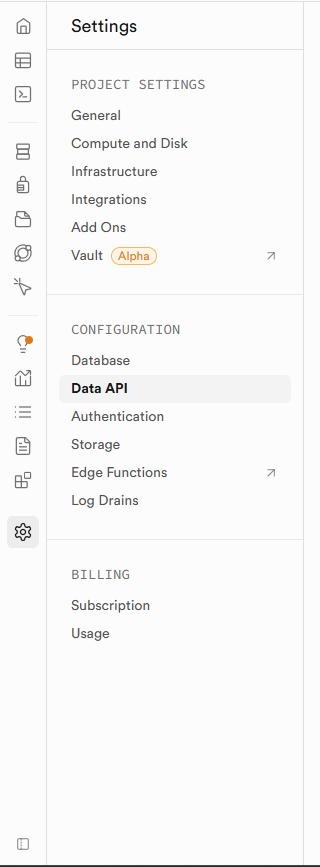 Settings
PROJECT SETTINGS
General
Compute and Disk
Infrastructure
Integrations
Add Ons
Vault Alpha
CONFIGURATION
Database
Data API
Authentication
Storage
Edge Functions
Log Drains
BILLING
Subscription
Usage